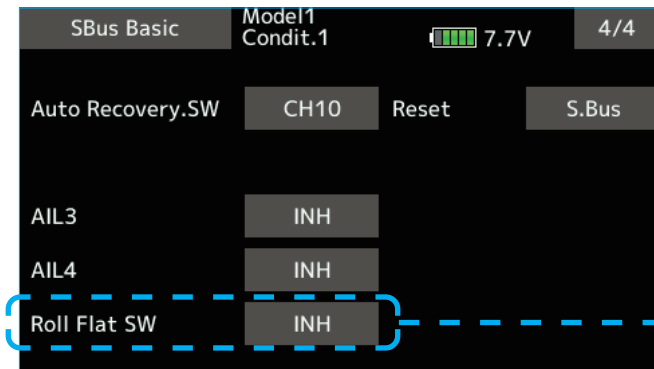 SBus Basic Model1 Condit.1 7.7V 4/4
Auto Recovery.SW CH10 Reset S.Bus
AIL3 INH
AIL4 INH
Roll Flat SW INH